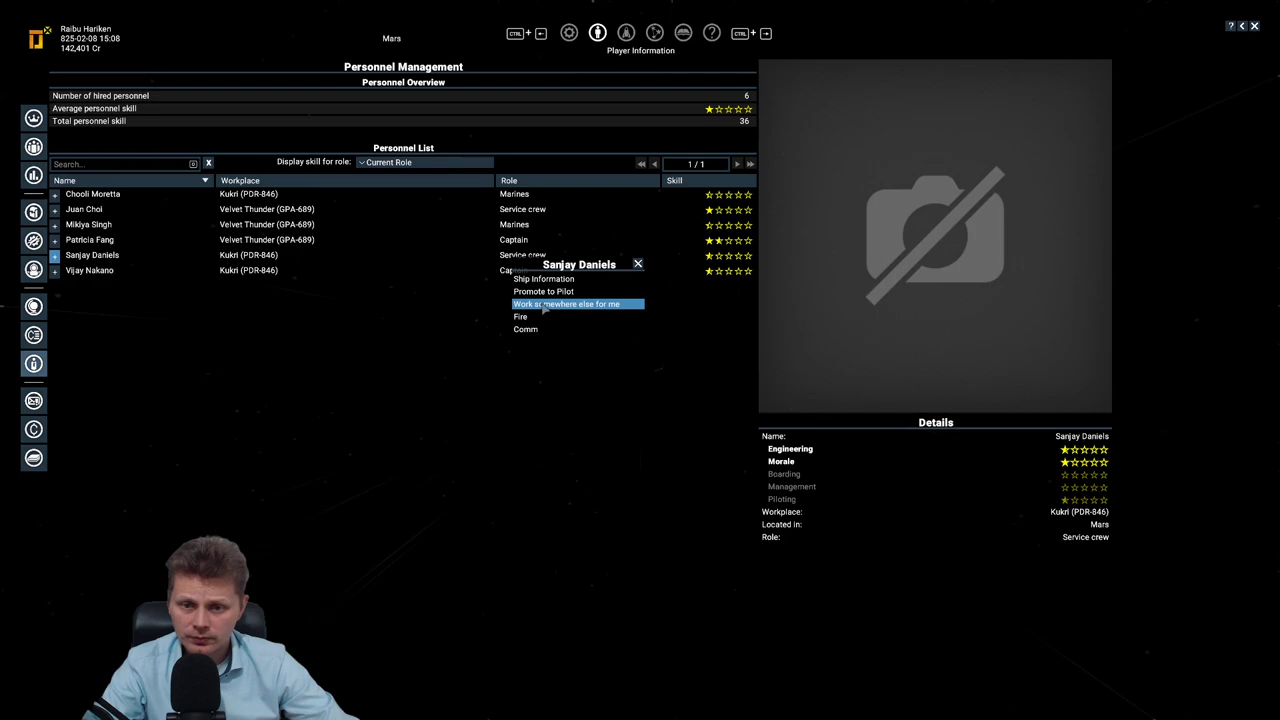 Raibu Hariken
825-02-08 15:08
142,401 Cr
Mars
CTRL + ←
CTRL + →
Player Information
? < X
Personnel Management
Personnel Overview
Number of hired personnel 6
Average personnel skill
Total personnel skill 36
Personnel List
Search... X Display skill for role: Current Role 1 / 1
Name Workplace Role Skill
+ Chooli Moretta Kukri (PDR-846) Marines
+ Juan Choi Velvet Thunder (GPA-689) Service crew
+ Mikiya Singh Velvet Thunder (GPA-689) Marines
+ Patricia Fang Velvet Thunder (GPA-689) Captain
+ Sanjay Daniels Kukri (PDR-846) Service crew
+ Vijay Nakano Kukri (PDR-846) Cap
Sanjay Daniels X
Ship Information
Promote to Pilot
Work somewhere else for me
Fire
Comm
Details
Name: Sanjay Daniels
Engineering
Morale
Boarding
Management
Piloting
Workplace: Kukri (PDR-846)
Located in: Mars
Role: Service crew